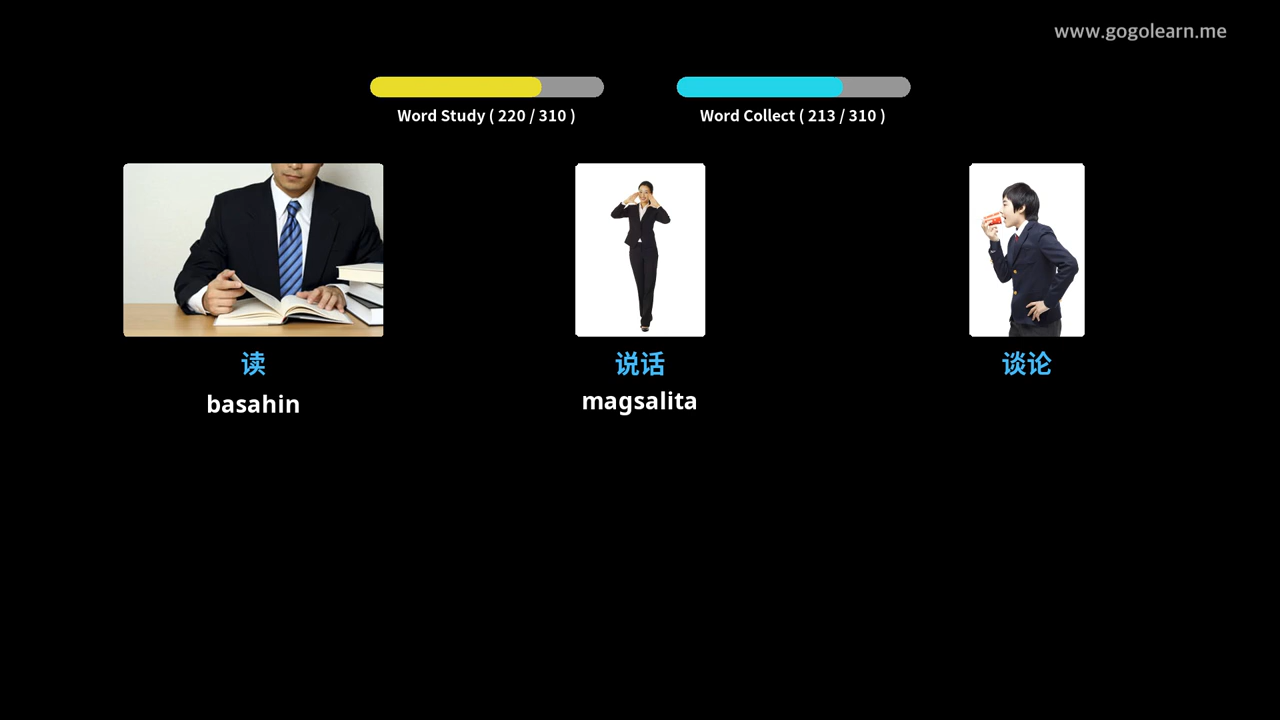 www.gogolearn.me
Word Study ( 220 / 310 )
Word Collect ( 213 / 310 )
读
说话
谈论
basahin
magsalita